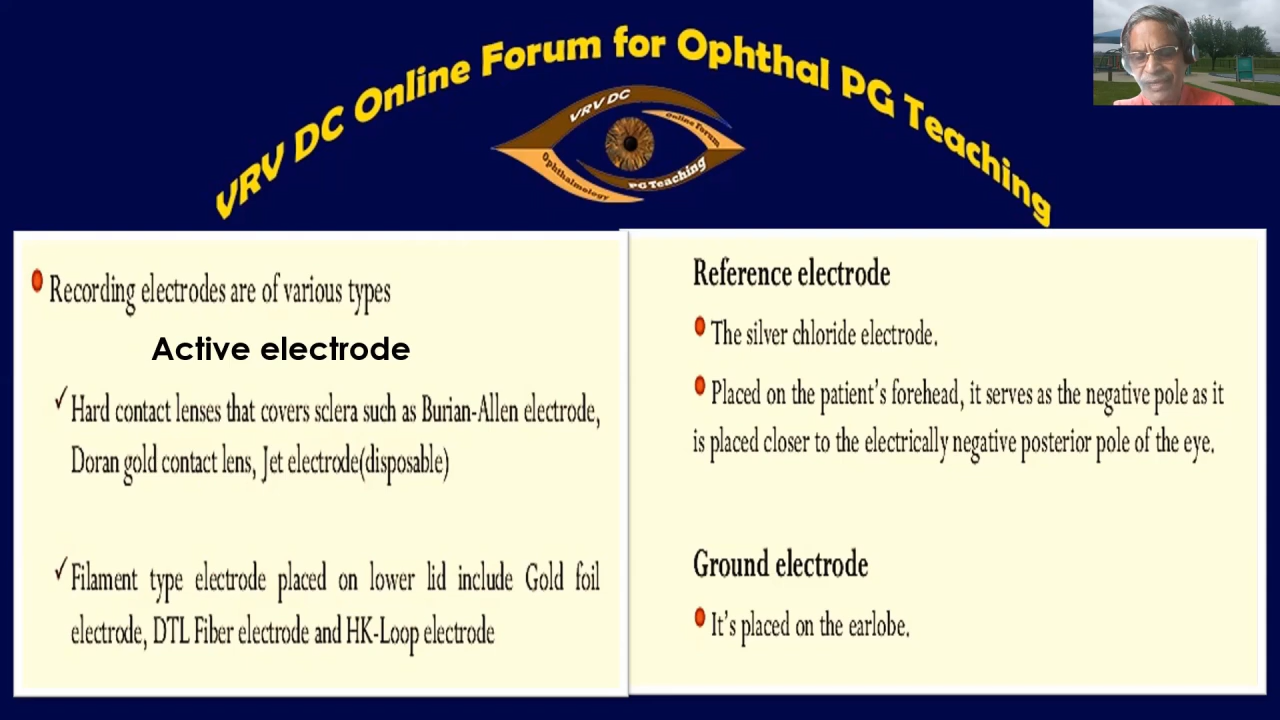 VRV DC Online Forum for Ophthal PG Teaching
VRV DC
Online Forum
Ophthalmology
PG Teaching
Recording electrodes are of various types
Active electrode
✓Hard contact lenses that covers sclera such as Burian-Allen electrode,
Doran gold contact lens, Jet electrode(disposable)
✓Filament type electrode placed on lower lid include Gold foil
electrode, DTL Fiber electrode and HK-Loop electrode
Reference electrode
The silver chloride electrode.
Placed on the patient's forehead, it serves as the negative pole as it
is placed closer to the electrically negative posterior pole of the eye.
Ground electrode
It's placed on the earlobe.